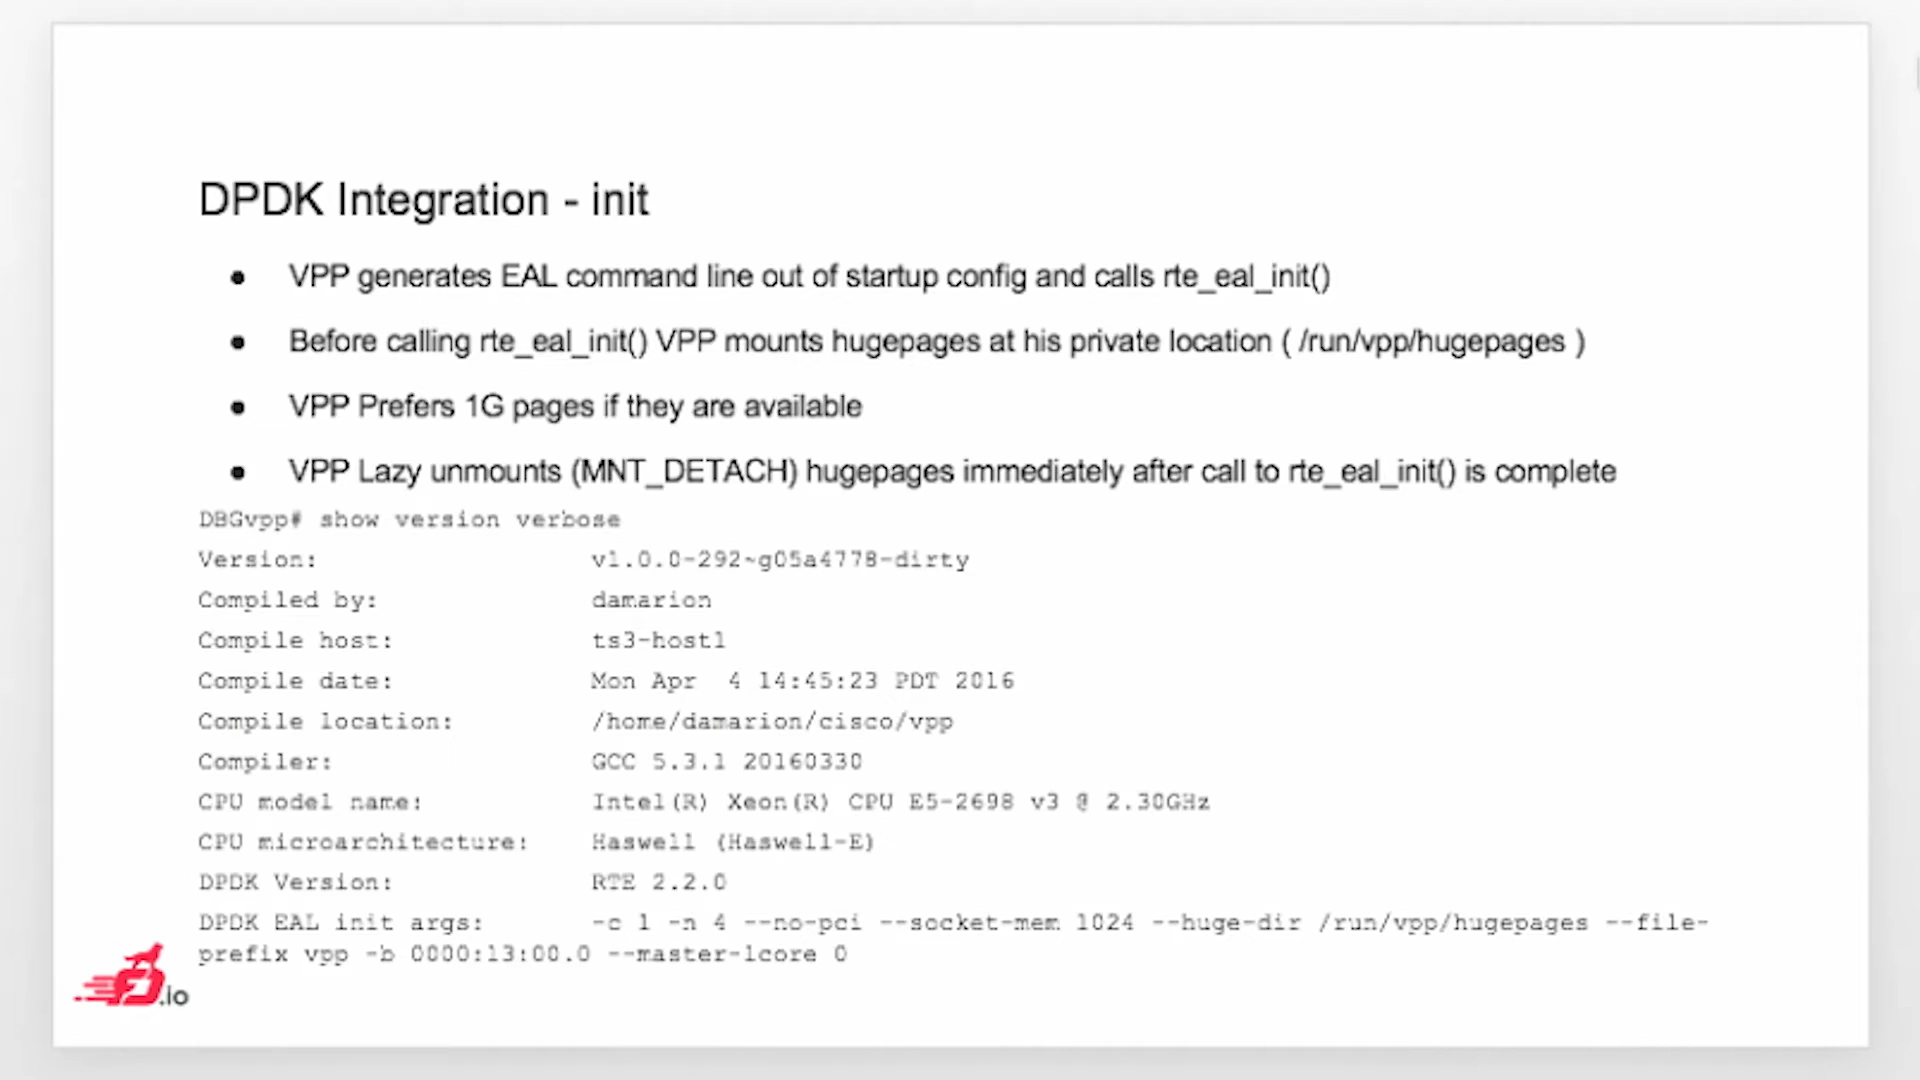 DPDK Integration - init
● VPP generates EAL command line out of startup config and calls rte_eal_init()
● Before calling rte_eal_init() VPP mounts hugepages at his private location ( /run/vpp/hugepages )
● VPP Prefers 1G pages if they are available
● VPP Lazy unmounts (MNT_DETACH) hugepages immediately after call to rte_eal_init() is complete
DBGvpp# show version verbose
Version: v1.0.0-292~g05a4778-dirty
Compiled by: damarion
Compile host: ts3-host1
Compile date: Mon Apr  4 14:45:23 PDT 2016
Compile location: /home/damarion/cisco/vpp
Compiler: GCC 5.3.1 20160330
CPU model name: Intel(R) Xeon(R) CPU E5-2698 v3 @ 2.30GHz
CPU microarchitecture: Haswell (Haswell-E)
DPDK Version: RTE 2.2.0
DPDK EAL init args: -c 1 -n 4 --no-pci --socket-mem 1024 --huge-dir /run/vpp/hugepages --file-
prefix vpp -b 0000:13:00.0 --master-lcore 0
.io